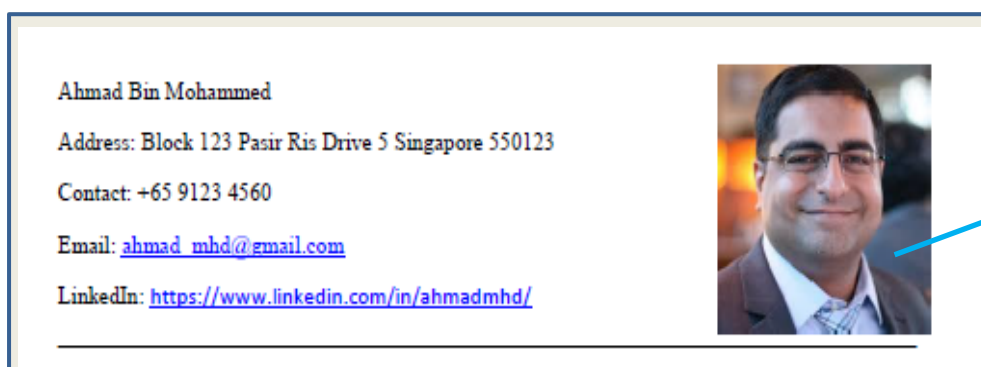 Ahmad Bin Mohammed
Address: Block 123 Pasir Ris Drive 5 Singapore 550123
Contact: +65 9123 4560
Email: ahmad_mhd@gmail.com
LinkedIn: https://www.linkedin.com/in/ahmadmhd/